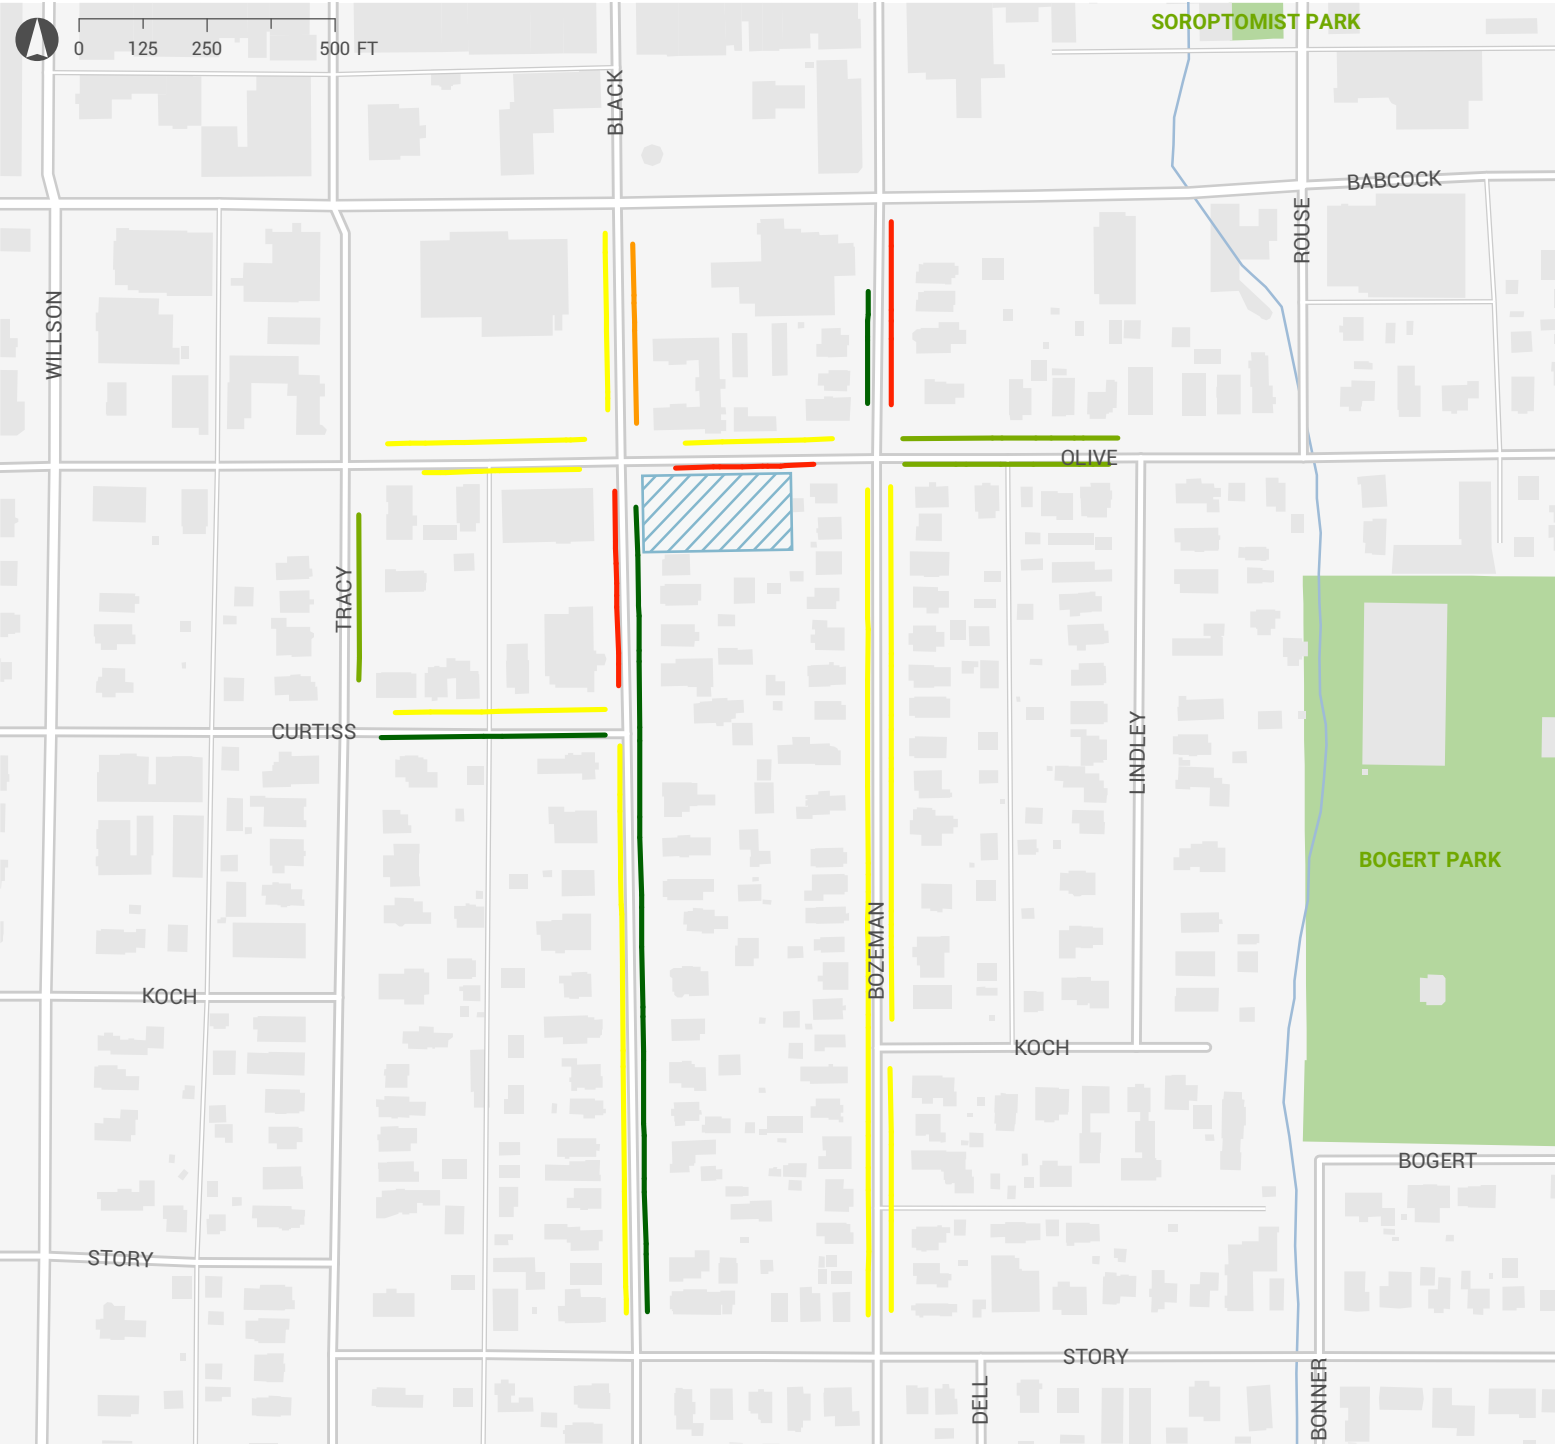 SOROPTOMIST PARK
0 125 250 500 FT
BLACK
BABCOCK
ROUSE
WILLSON
OLIVE
TRACY
CURTISS
LINDLEY
BOGERT PARK
BOZEMAN
KOCH
KOCH
BOGERT
STORY
STORY
DELL
BONNER